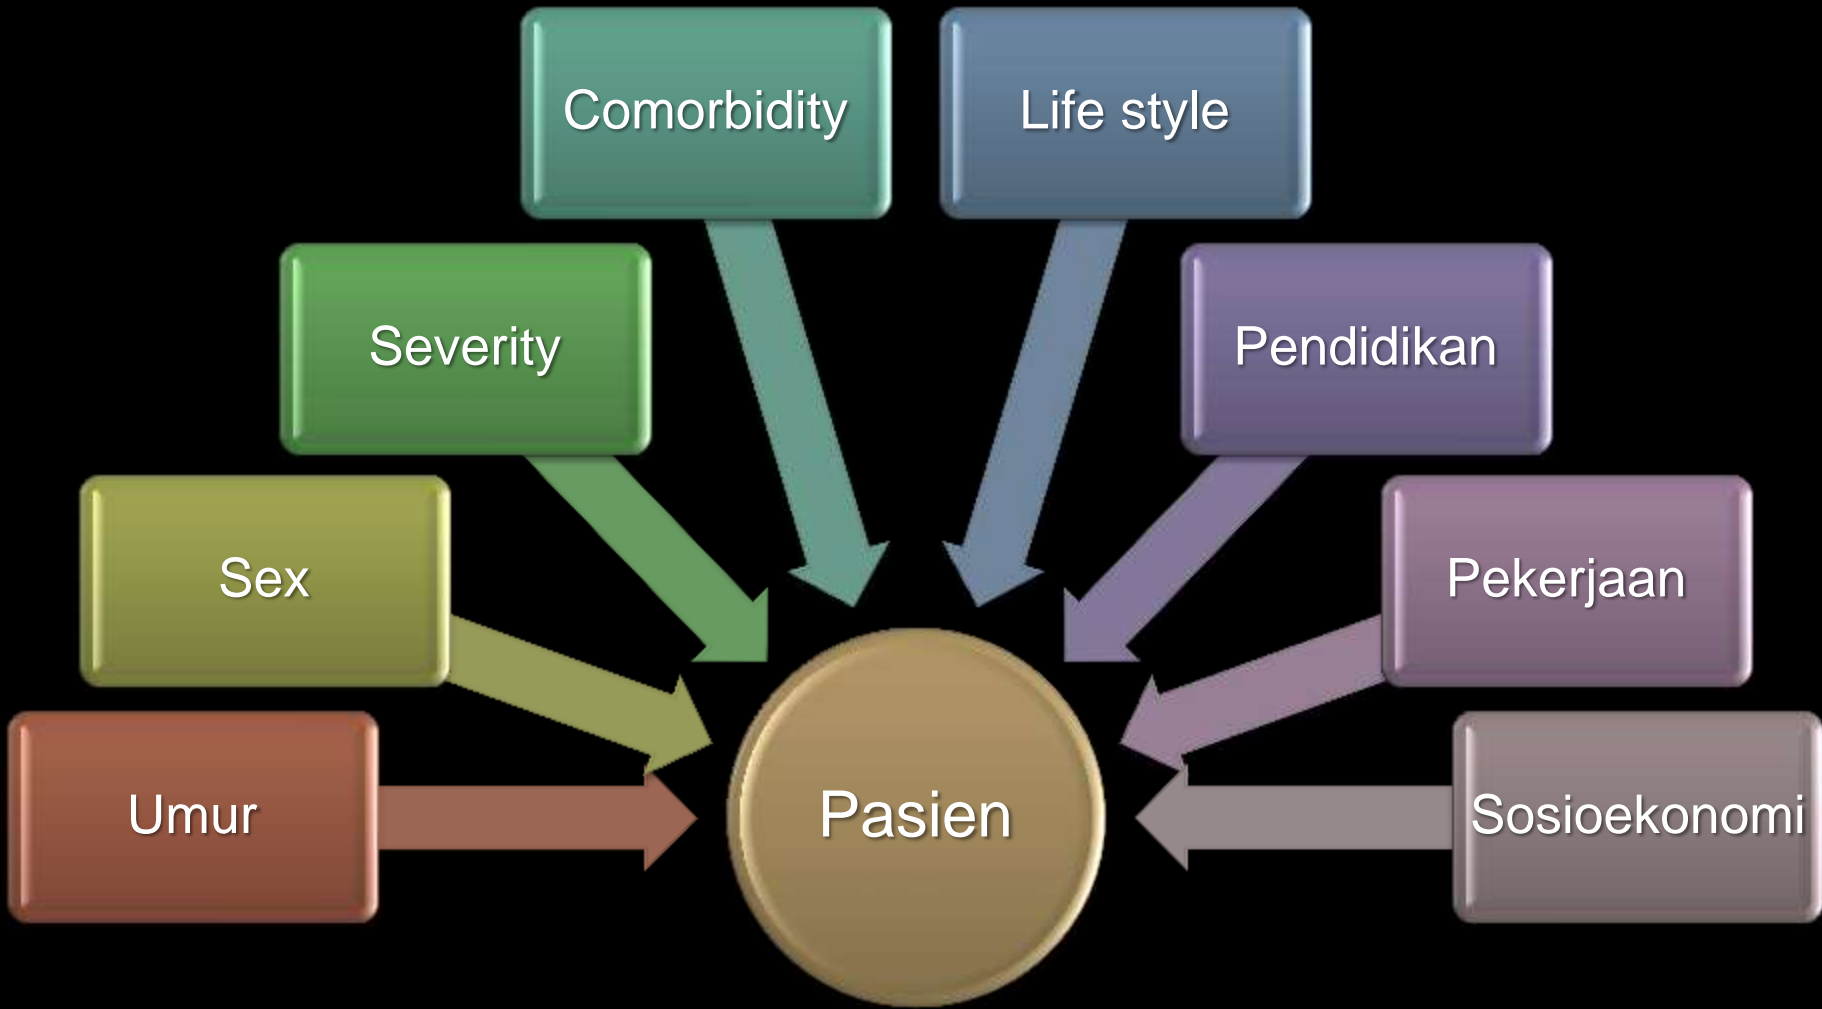 Comorbidity
Life style
Severity
Pendidikan
Sex
Pekerjaan
Umur
Pasien
Sosioekonomi